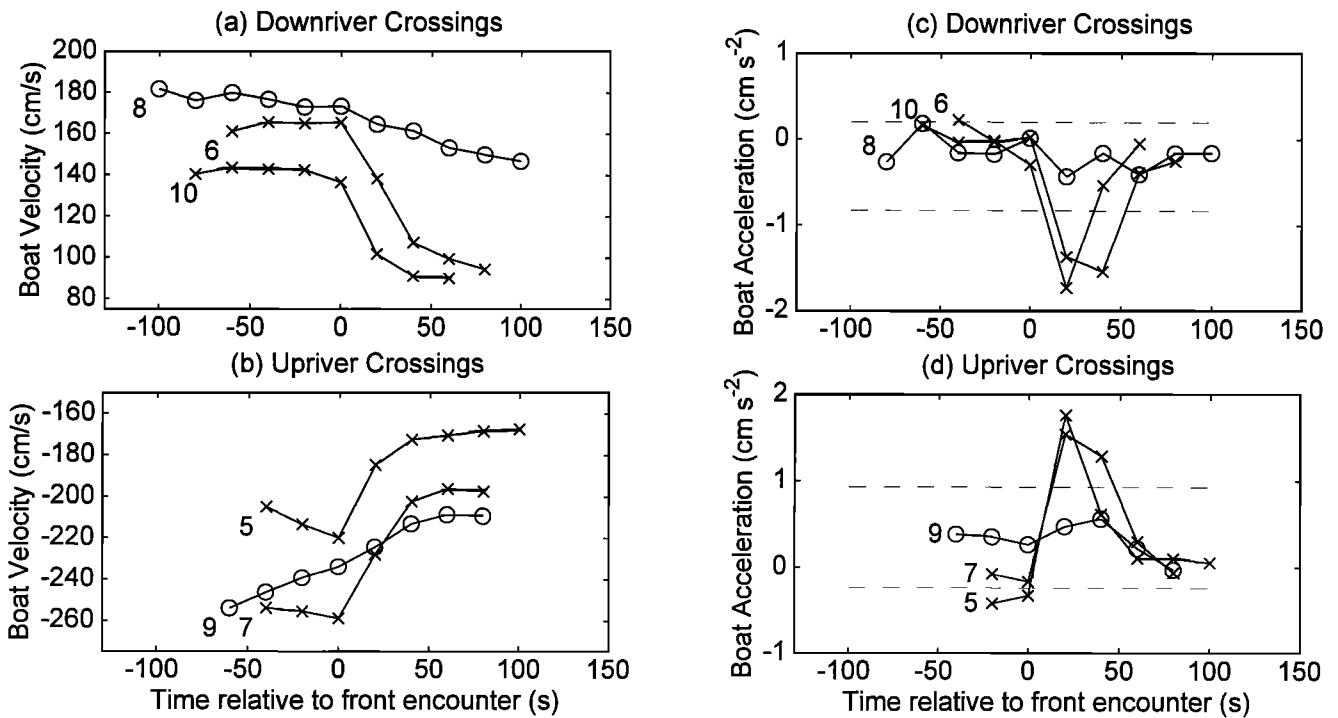 (a) Downriver Crossings
Boat Velocity (cm/s)
200
180
160
140
120
100
80
8
6
10
-100 -50 0 50 100 150
(b) Upriver Crossings
Boat Velocity (cm/s)
-160
-180
-200
-220
-240
-260
5
9 7
-100 -50 0 50 100 150
Time relative to front encounter (s)
(c) Downriver Crossings
Boat Acceleration (cm s-2)
1
0
-1
-2
10 6
8
-100 -50 0 50 100 150
(d) Upriver Crossings
Boat Acceleration (cm s-2)
2
1
0
-1
9
7
5
-100 -50 0 50 100 150
Time relative to front encounter (s)